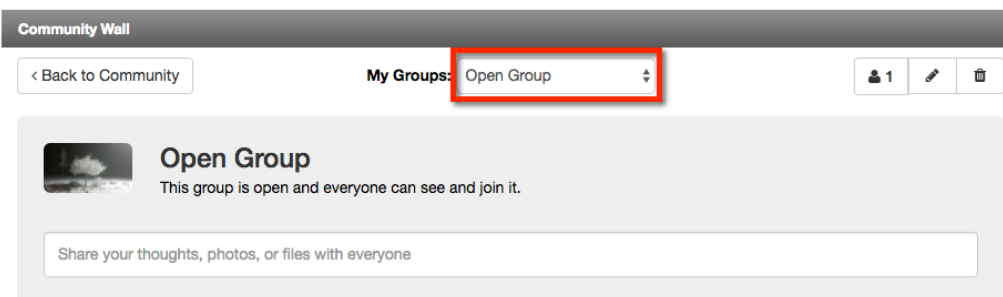 Community Wall
< Back to Community
My Groups: Open Group
1
Open Group
This group is open and everyone can see and join it.
Share your thoughts, photos, or files with everyone